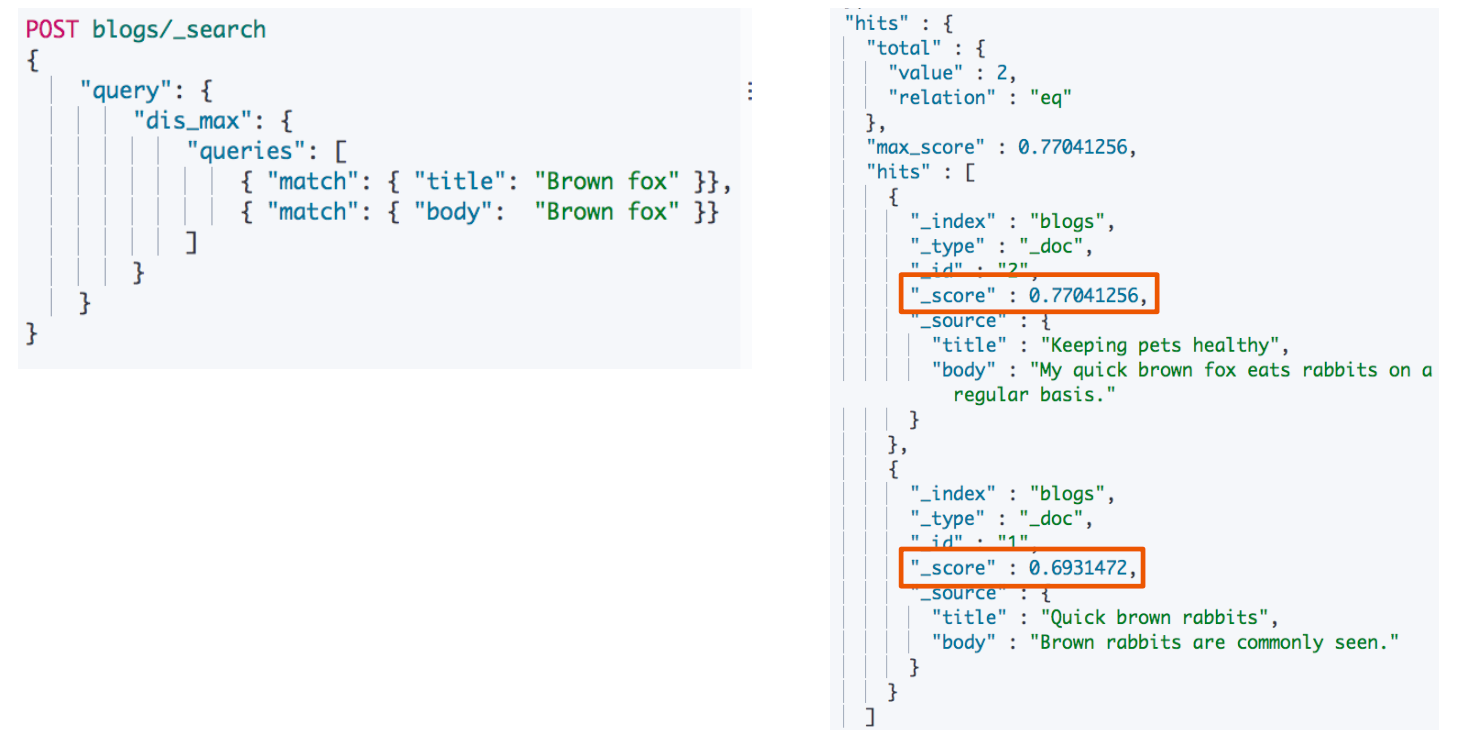 POST blogs/_search
{
"query": {
"dis_max": {
"queries": [
{ "match": { "title": "Brown fox" }},
{ "match": { "body":  "Brown fox" }}
]
}
}
}
"hits" : {
"total" : {
"value" : 2,
"relation" : "eq"
},
"max_score" : 0.77041256,
"hits" : [
{
"_index" : "blogs",
"_type" : "_doc",
"_id" : "2",
"_score" : 0.77041256,
"_source" : {
"title" : "Keeping pets healthy",
"body" : "My quick brown fox eats rabbits on a
regular basis."
}
},
{
"_index" : "blogs",
"_type" : "_doc",
"_id" : "1",
"_score" : 0.6931472,
"_source" : {
"title" : "Quick brown rabbits",
"body" : "Brown rabbits are commonly seen."
}
}
]